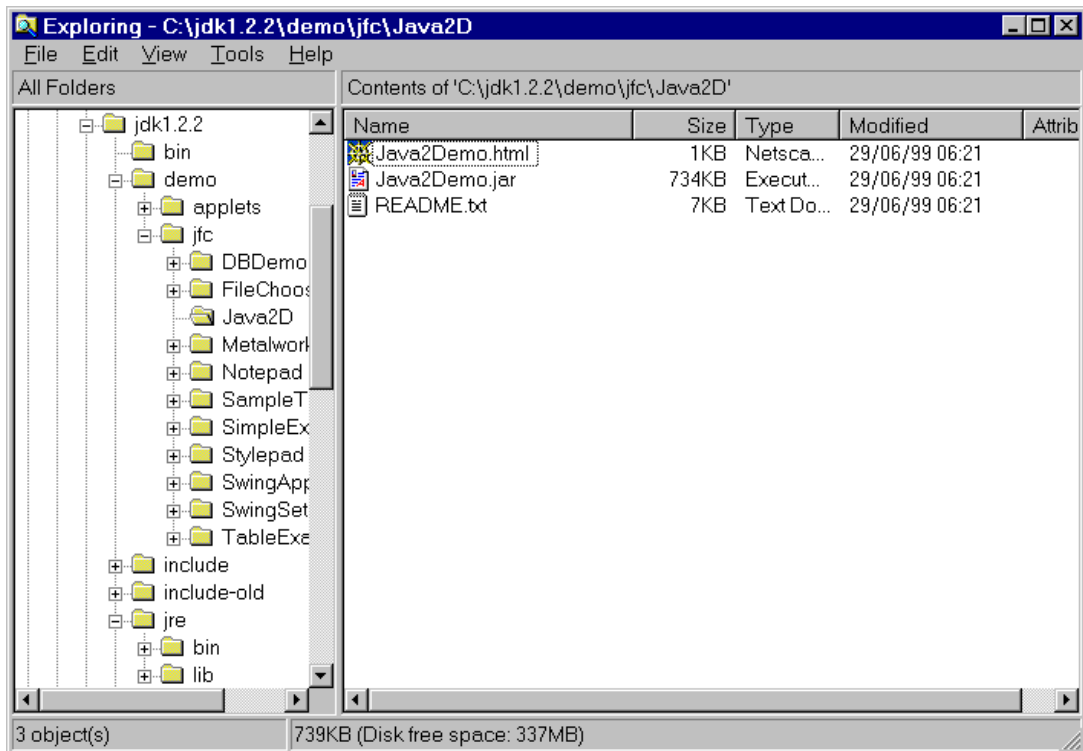 Exploring - C:\jdk1.2.2\demo\jfc\Java2D
File Edit View Tools Help
All Folders
Contents of 'C:\jdk1.2.2\demo\jfc\Java2D'
jdk1.2.2
bin
demo
applets
jfc
DBDemo
FileChoos
Java2D
Metalwork
Notepad
SampleT
SimpleEx
Stylepad
SwingApp
SwingSet
TableExa
include
include-old
jre
bin
lib
Name Size Type Modified Attrib
Java2Demo.html 1KB Netsca... 29/06/99 06:21
Java2Demo.jar 734KB Execut... 29/06/99 06:21
README.txt 7KB Text Do... 29/06/99 06:21
3 object(s)
739KB (Disk free space: 337MB)